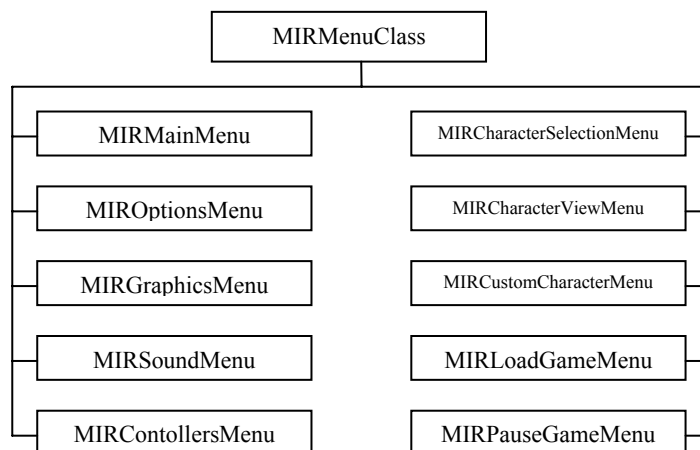 MIRMenuClass
MIRMainMenu
MIRCharacterSelectionMenu
MIROptionsMenu
MIRCharacterViewMenu
MIRGraphicsMenu
MIRCustomCharacterMenu
MIRSoundMenu
MIRLoadGameMenu
MIRContollersMenu
MIRPauseGameMenu